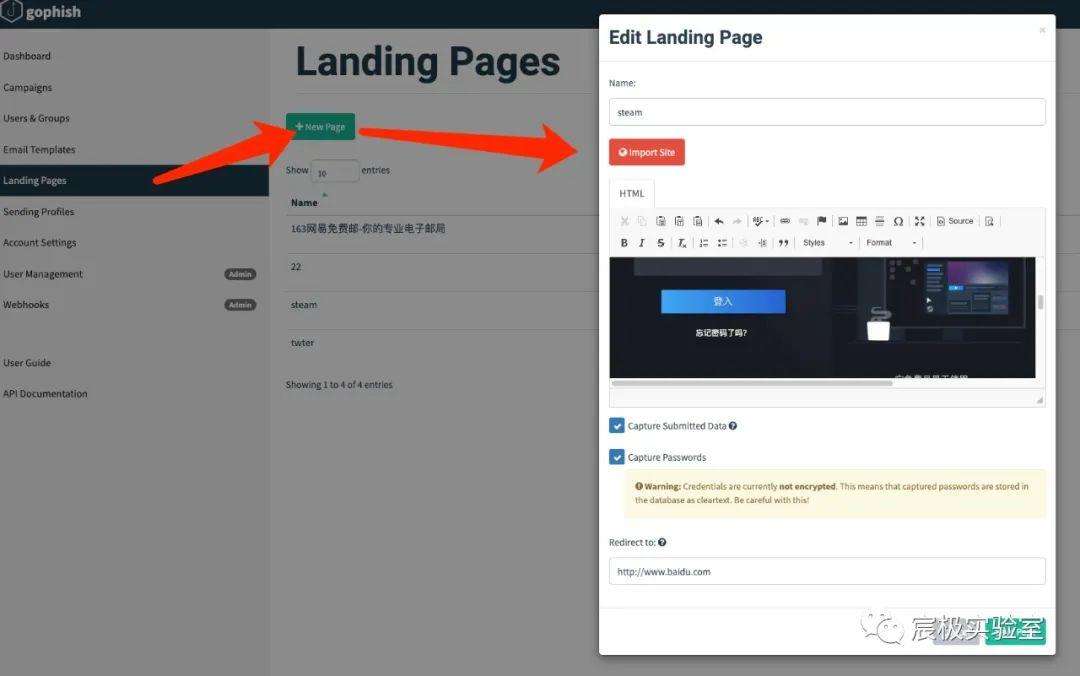 gophish
Dashboard
Campaigns
Users & Groups
Email Templates
Landing Pages
Sending Profiles
Account Settings
User Management Admin
Webhooks Admin
User Guide
API Documentation
Landing Pages
+ New Page
Show 10 entries
Name
163网易免费邮-你的专业电子邮局
22
steam
twter
Showing 1 to 4 of 4 entries
Edit Landing Page
×
Name:
steam
Import Site
HTML
Source
Styles
Format
登入
忘记密码了吗?
Capture Submitted Data
Capture Passwords
Warning: Credentials are currently not encrypted. This means that captured passwords are stored in
the database as cleartext. Be careful with this!
Redirect to:
http://www.baidu.com
宸极实验室